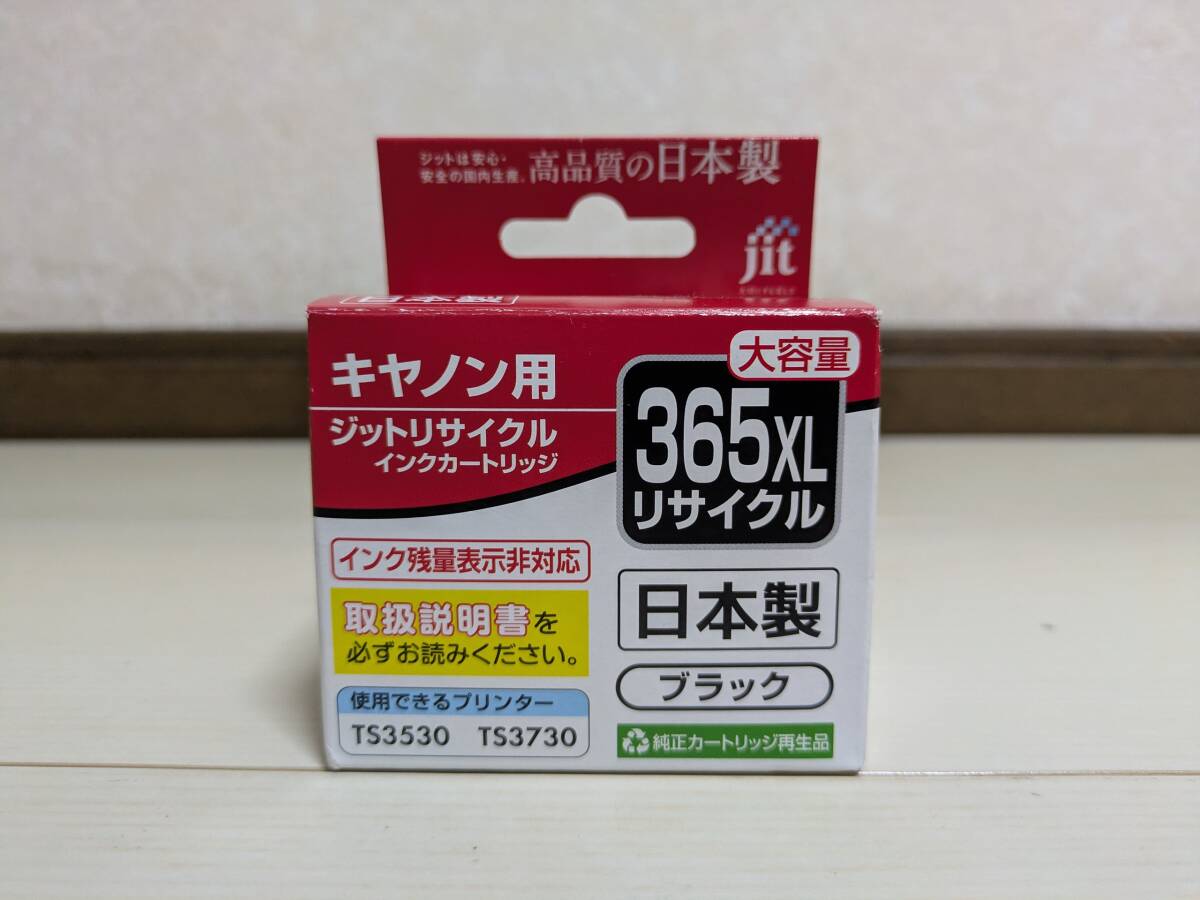 ジットは安心・
安全の国内生産。
高品質の日本製
jit
日本製
キヤノン用
ジットリサイクル
インクカートリッジ
大容量
365XL
リサイクル
インク残量表示非対応
取扱説明書を
必ずお読みください。
使用できるプリンター
TS3530 TS3730
日本製
ブラック
純正カートリッジ再生品